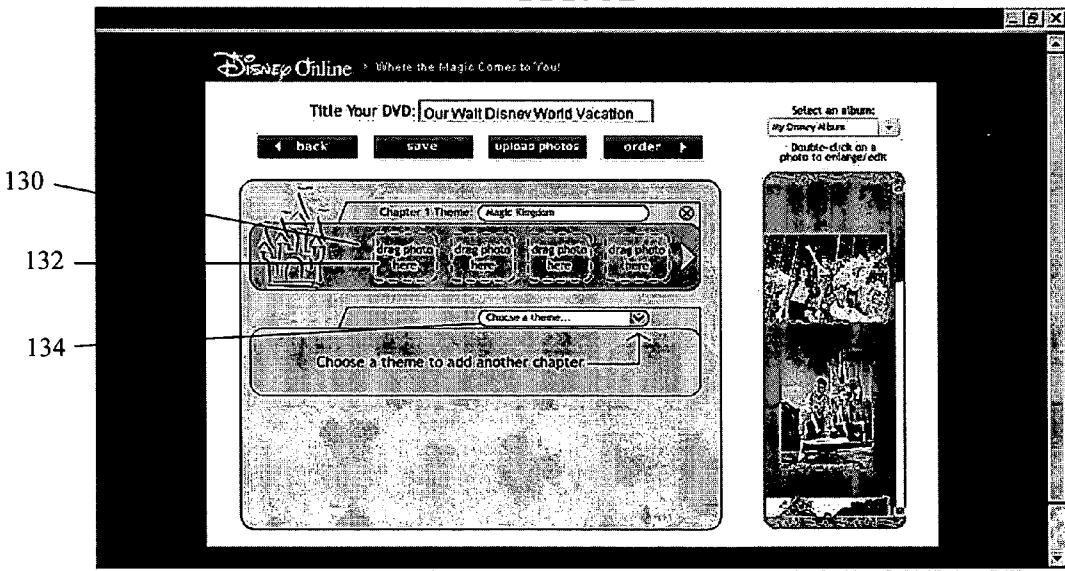 Disney Online > Where the Magic Comes to You!
Title Your DVD: Our Walt Disney World Vacation
back save upload photos order
Select an album:
My Disney Album
Double-click on a
photo to enlarge/edit
130
Chapter 1 Theme: Magic Kingdom
132
drag photo here
drag photo here
drag photo here
drag photo here
134
Choose a theme...
Choose a theme to add another chapter